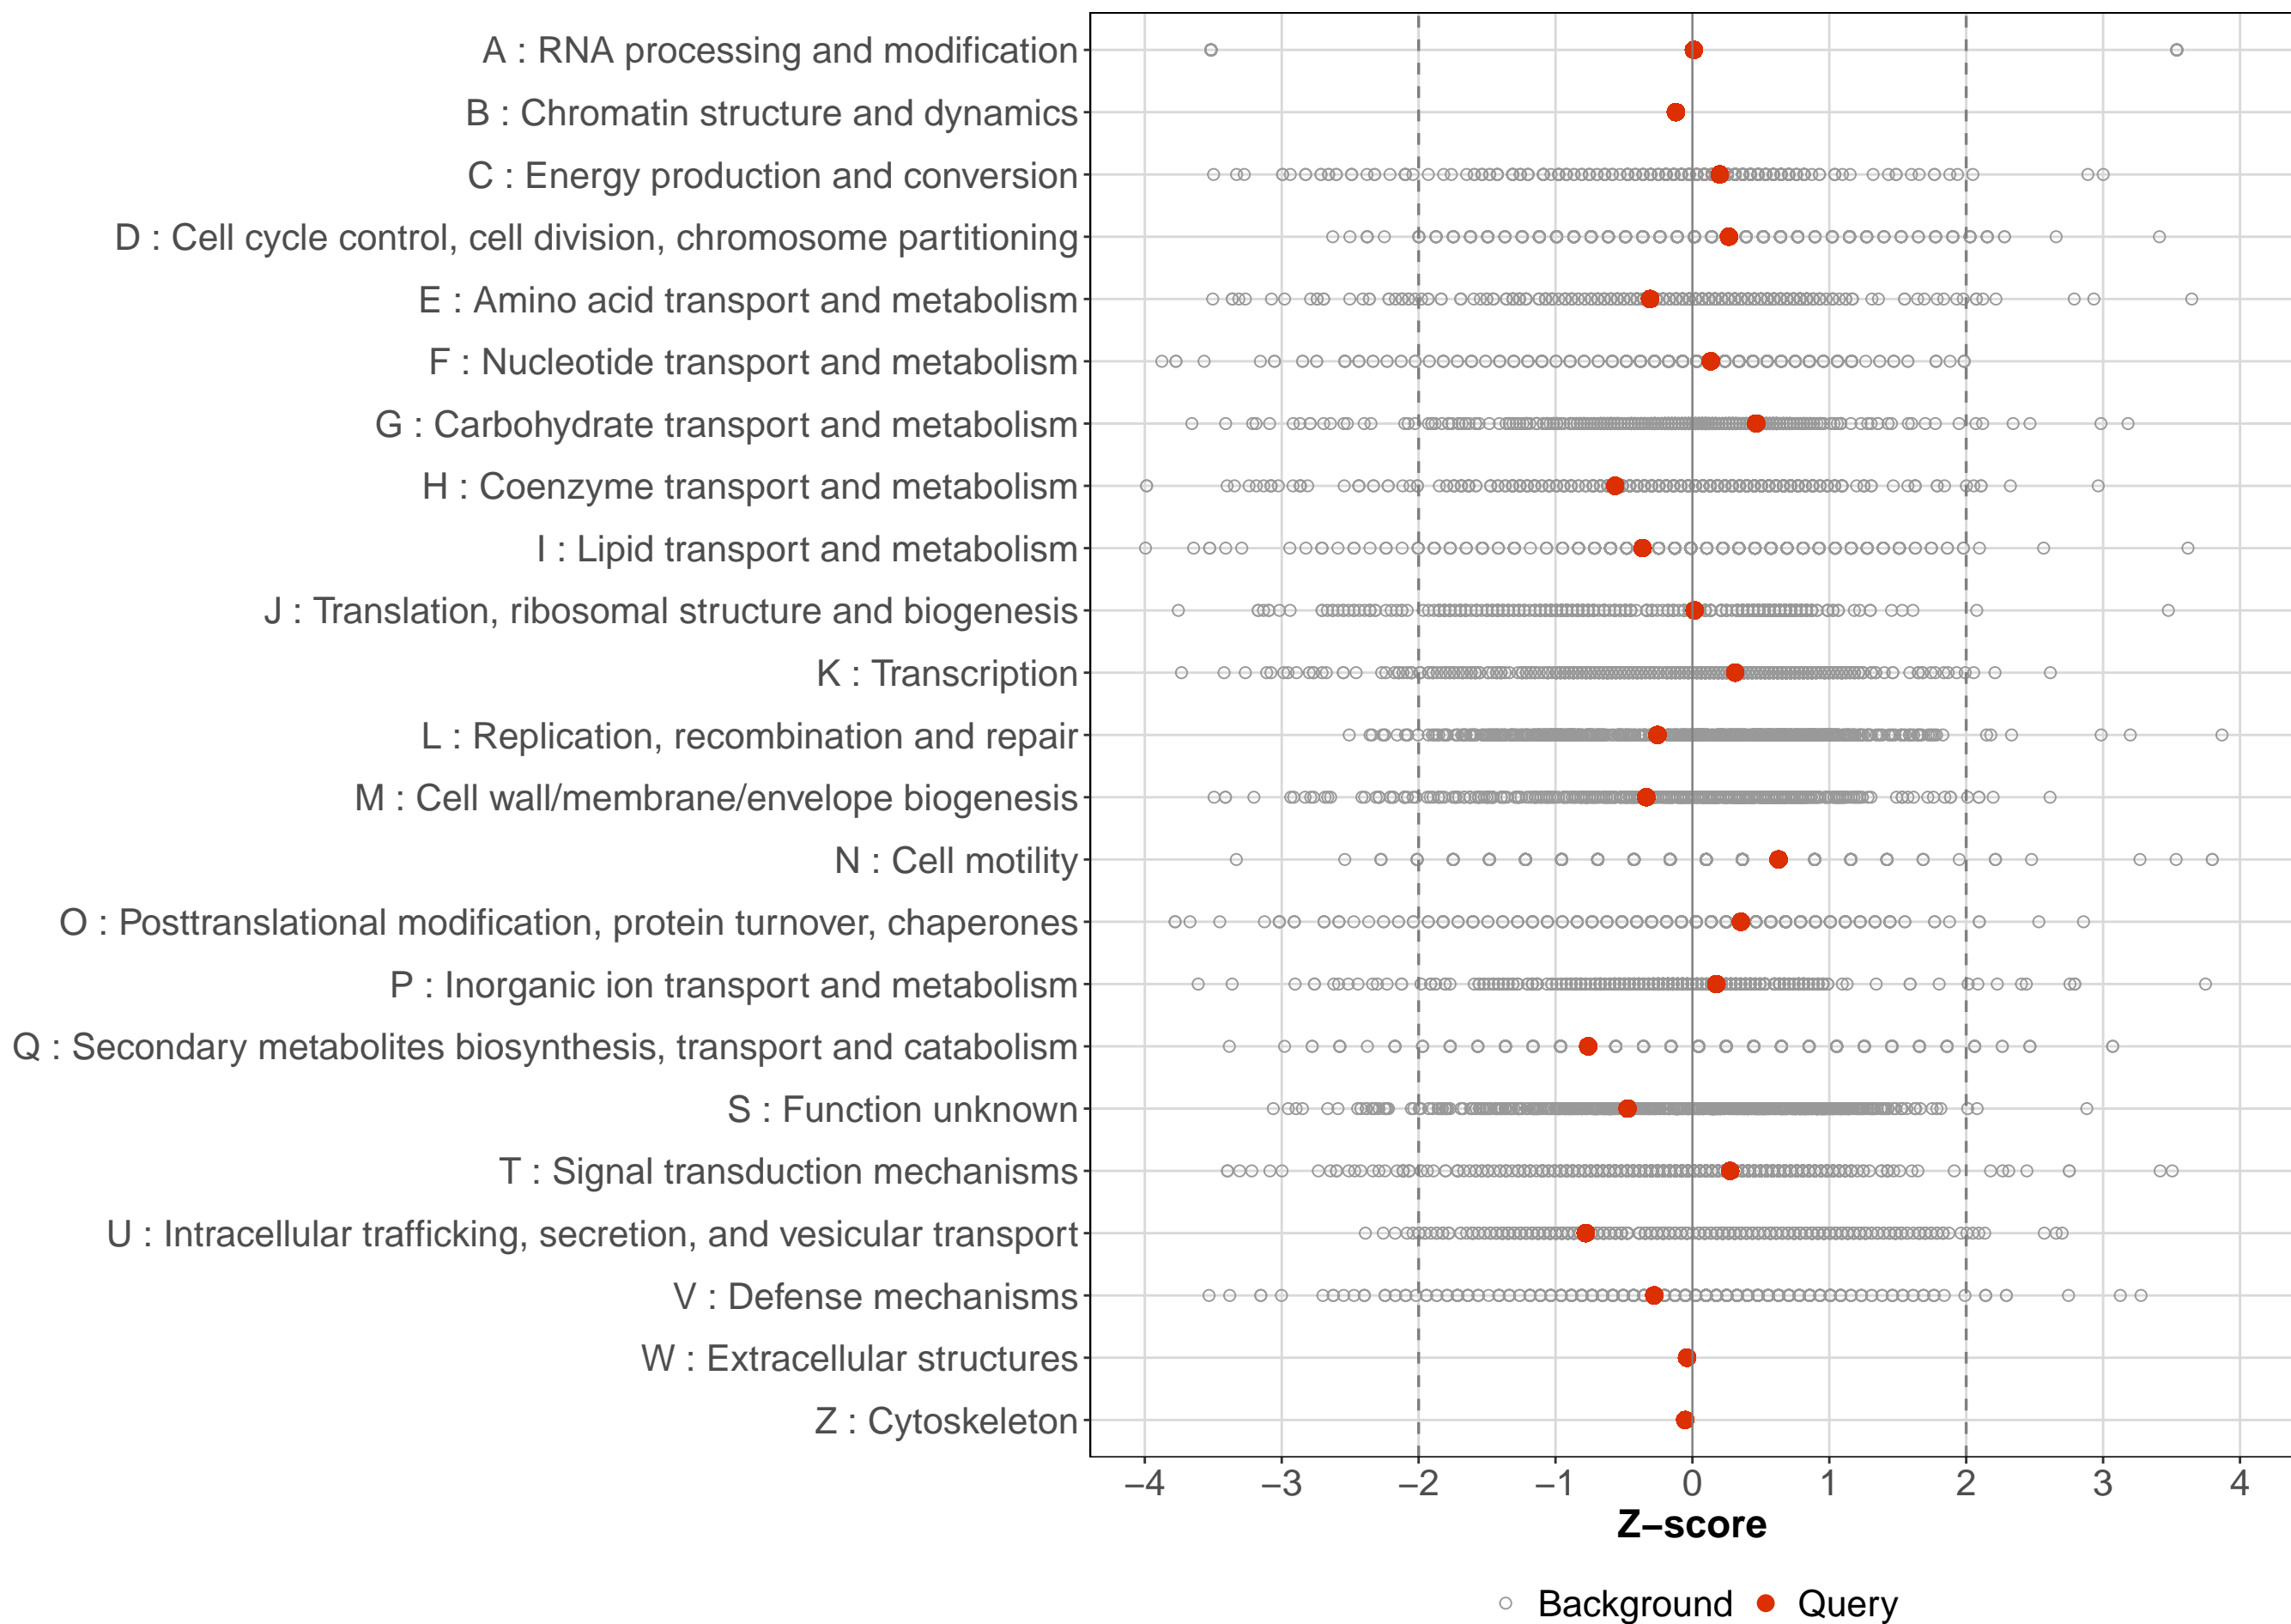 A : RNA processing and modification
B : Chromatin structure and dynamics
C : Energy production and conversion
D : Cell cycle control, cell division, chromosome partitioning
E : Amino acid transport and metabolism
F : Nucleotide transport and metabolism
G : Carbohydrate transport and metabolism
H : Coenzyme transport and metabolism
I : Lipid transport and metabolism
J : Translation, ribosomal structure and biogenesis
K : Transcription
L : Replication, recombination and repair
M : Cell wall/membrane/envelope biogenesis
N : Cell motility
O : Posttranslational modification, protein turnover, chaperones
P : Inorganic ion transport and metabolism
Q : Secondary metabolites biosynthesis, transport and catabolism
S : Function unknown
T : Signal transduction mechanisms
U : Intracellular trafficking, secretion, and vesicular transport
V : Defense mechanisms
W : Extracellular structures
Z : Cytoskeleton
−4 −3 −2 −1 0 1 2 3 4
Z−score
Background Query